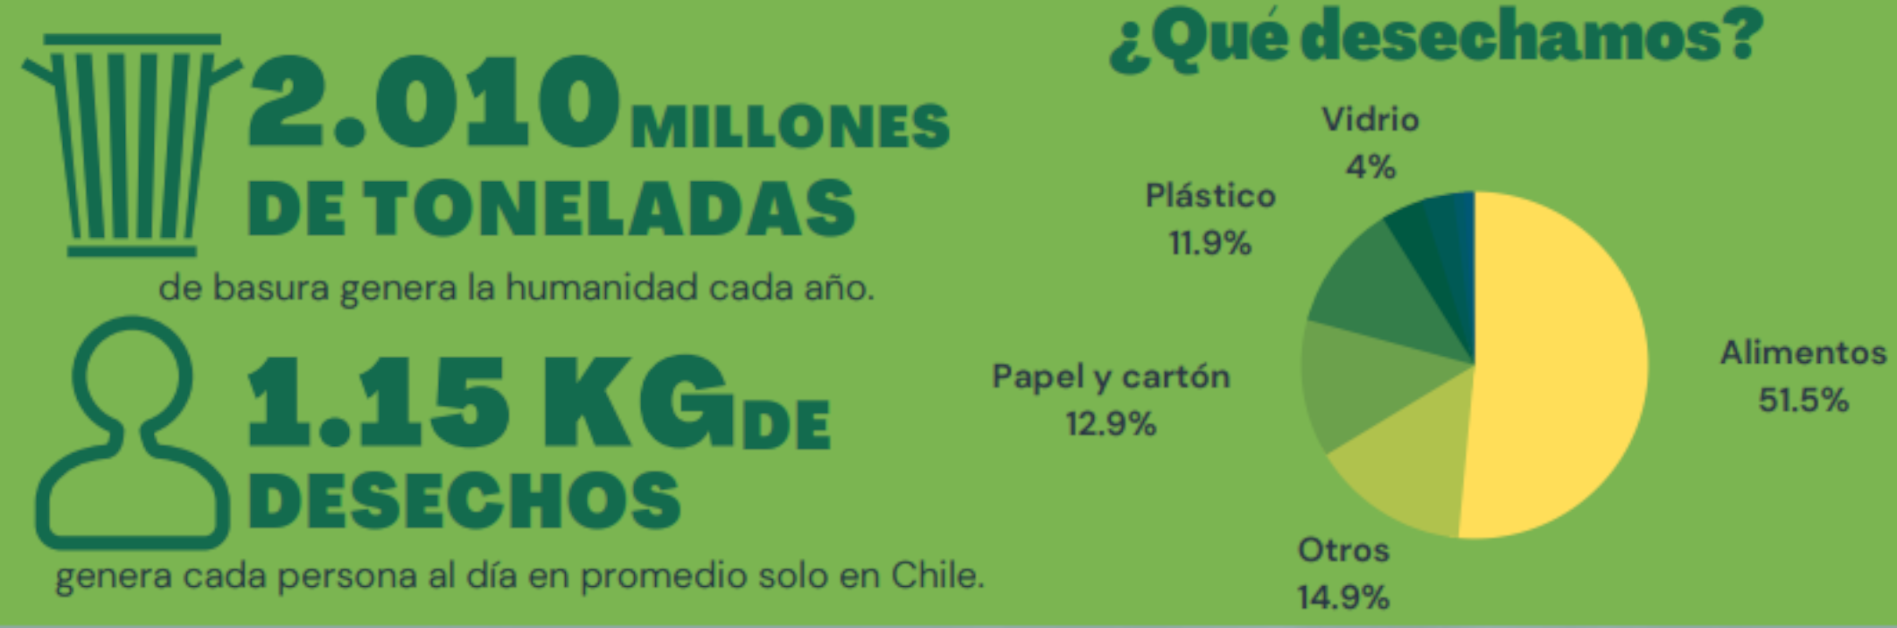 2.010 MILLONES
DE TONELADAS
de basura genera la humanidad cada año.
1.15 KG DE
DESECHOS
genera cada persona al día en promedio solo en Chile.
¿Qué desechamos?
Vidrio
4%
Plástico
11.9%
Papel y cartón
12.9%
Alimentos
51.5%
Otros
14.9%